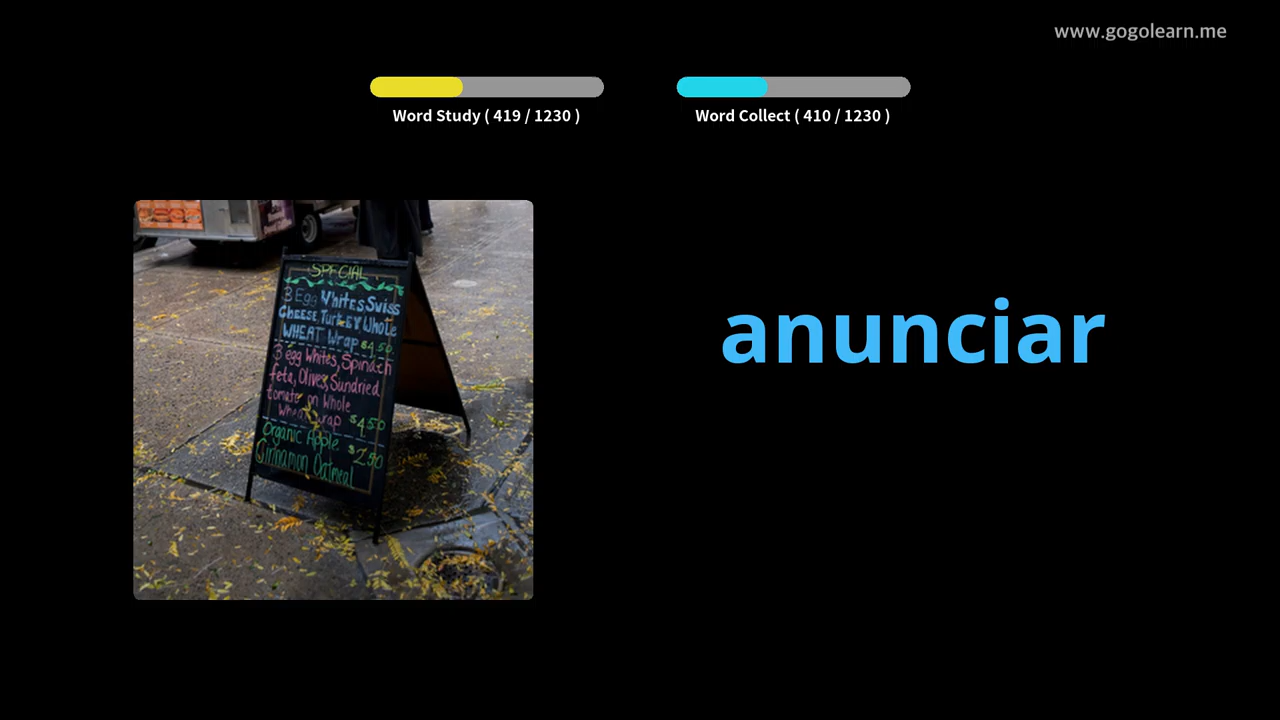 www.gogolearn.me
Word Study ( 419 / 1230 )
Word Collect ( 410 / 1230 )
SPECIAL
3 Egg Whites, Swiss
Cheese, Turkey Whole
WHEAT Wrap $4.50
3 egg Whites, Spinach
feta, Olives, Sundried
tomato on Whole
Wheat Wrap $4.50
Organic Apple
Cinnamon Oatmeal $2.50
anunciar